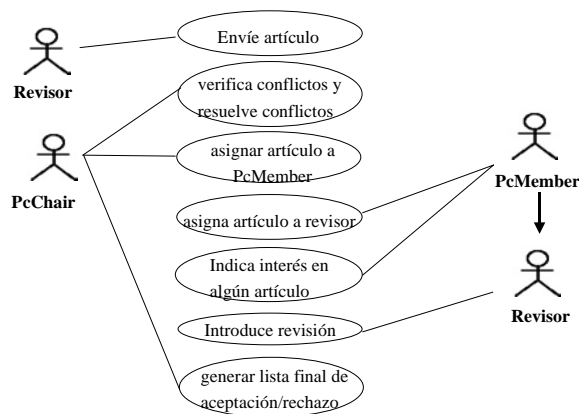 Envíe artículo
Revisor
verifica conflictos y
resuelve conflictos
PcChair
asignar artículo a
PcMember
PcMember
asigna artículo a revisor
Indica interés en
algún artículo
Revisor
Introduce revisión
generar lista final de
aceptación/rechazo